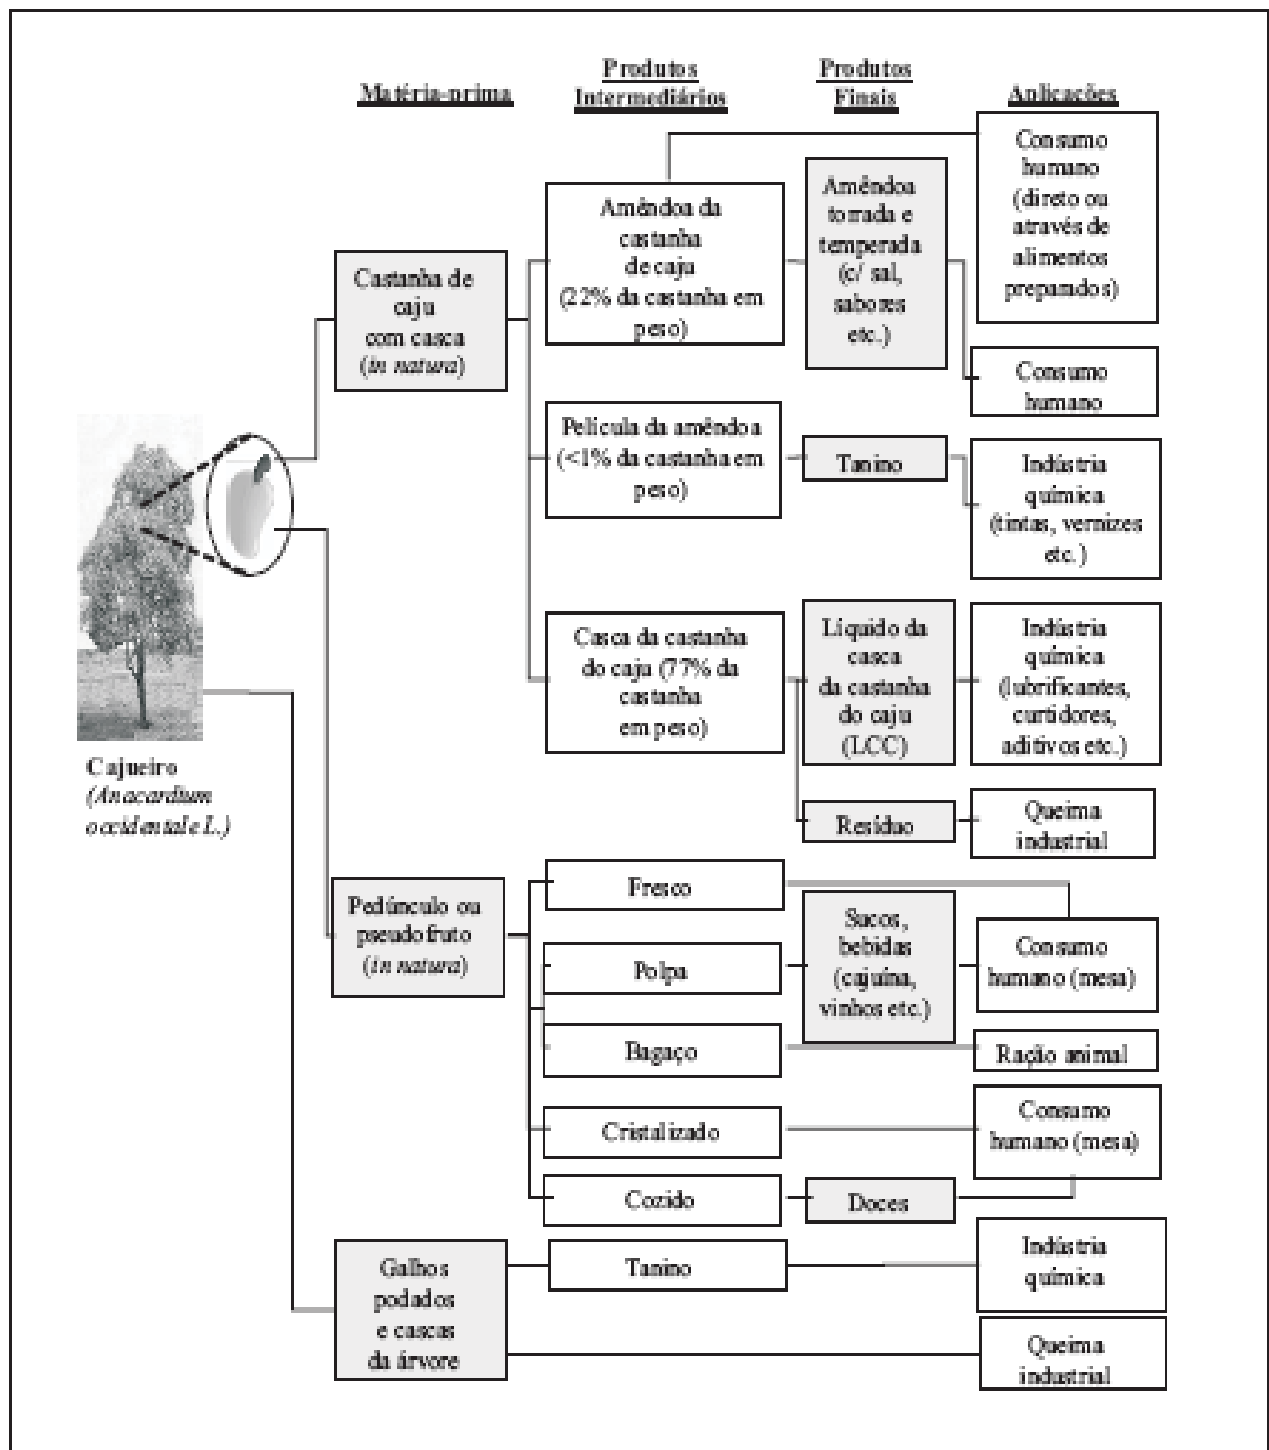 Matéria-prima
Produtos
Intermediários
Produtos
Finais
Aplicações
Castanha de
caju
com casca
(in natura)
Amêndoa da
castanha
de caju
(22% da castanha em
peso)
Amêndoa
torrada e
temperada
(c/ sal,
sabores
etc.)
Consumo
humano
(direto ou
através de
alimentos
preparados)
Consumo
humano
Película da amêndoa
(<1% da castanha em
peso)
Tanino
Indústria
química
(tintas, vernizes
etc.)
Casca da castanha
do caju (77% da
castanha
em peso)
Líquido da
casca
da castanha
do caju
(LCC)
Indústria
química
(lubrificantes,
curtidores,
aditivos etc.)
Resíduo
Queima
industrial
Cajueiro
(Anacardium
occidentale L.)
Pedúnculo ou
pseudofruto
(in natura)
Fresco
Polpa
Sucos,
bebidas
(cajuína,
vinhos etc.)
Consumo
humano (mesa)
Bagaço
Ração animal
Cristalizado
Consumo
humano (mesa)
Cozido
Doces
Galhos
podados
e cascas
da árvore
Tanino
Indústria
química
Queima
industrial